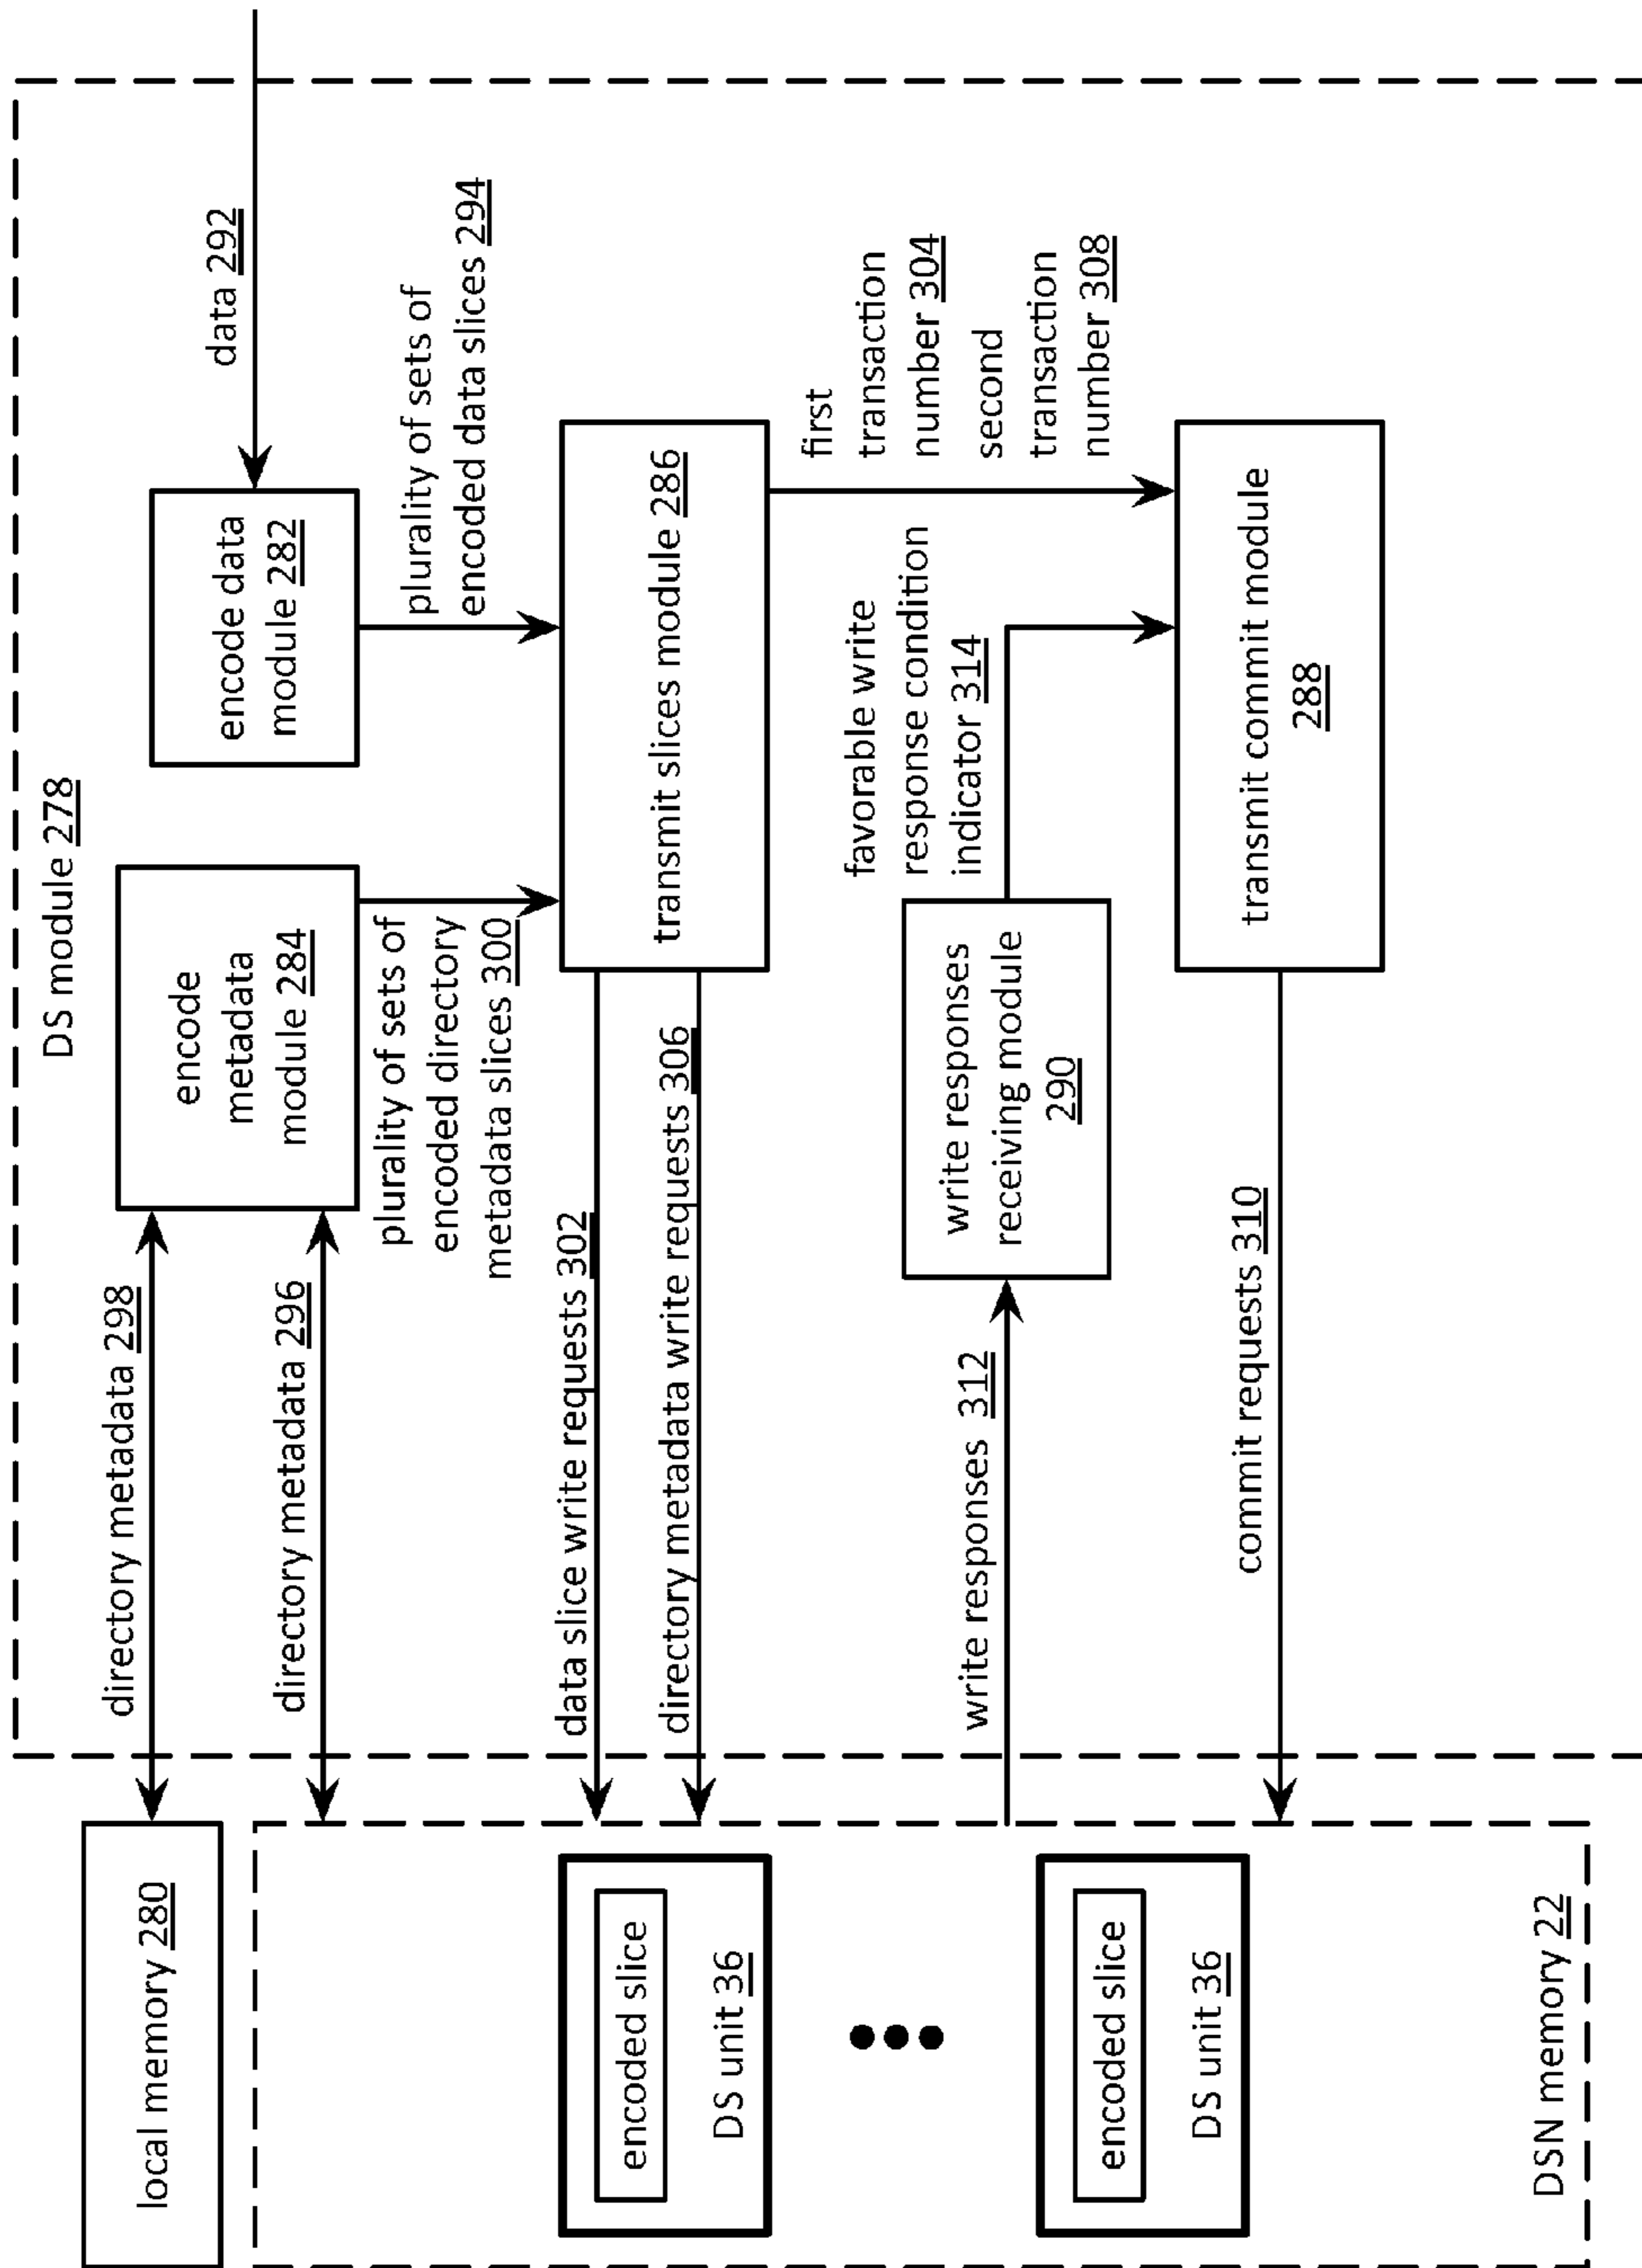 DS module 278
data 292
encode metadata
encode
metadata
module 284
encode data
module 282
directory metadata 298
directory metadata 296
local memory 280
plurality of sets of
encoded directory
metadata slices 300
plurality of sets of
encoded data slices 294
data slice write requests 302
directory metadata write requests 306
transmit slices module 286
encoded slice
DS unit 36
first
transaction
number 304
second
transaction
number 308
favorable write
response condition
indicator 314
write responses 312
write responses
receiving module
290
encoded slice
DS unit 36
commit requests 310
transmit commit module
288
DSN memory 22